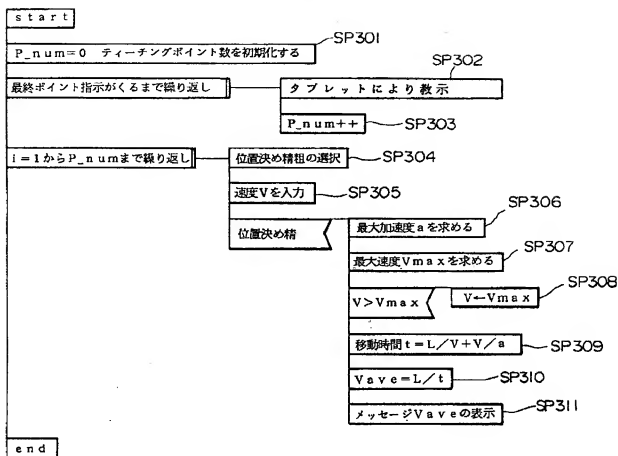 start
P_num=0 ティーチングポイント数を初期化する
SP301
最終ポイント指示がくるまで繰り返し
タブレットにより教示
SP302
P_num++
SP303
i=1からP_numまで繰り返し
位置決め精粗の選択
SP304
速度Vを入力
SP305
位置決め精
最大加速度aを求める
SP306
最大速度Vmaxを求める
SP307
V>Vmax
V←Vmax
SP308
移動時間t=L/V+V/a
SP309
Vave=L/t
SP310
メッセージVaveの表示
SP311
end